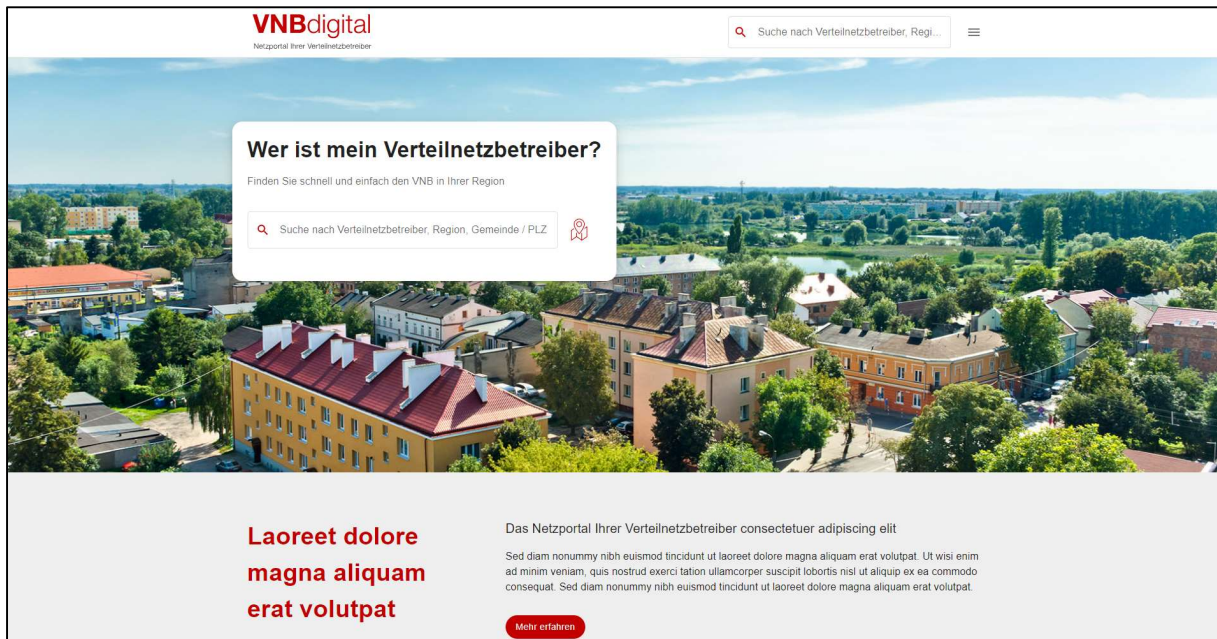 VNBdigital
Netzportal Ihrer Verteilnetzbetreiber
Suche nach Verteilnetzbetreiber, Regi...
Wer ist mein Verteilnetzbetreiber?
Finden Sie schnell und einfach den VNB in Ihrer Region
Suche nach Verteilnetzbetreiber, Region, Gemeinde / PLZ
Laoreet dolore
magna aliquam
erat volutpat
Das Netzportal Ihrer Verteilnetzbetreiber consectetuer adipiscing elit
Sed diam nonummy nibh euismod tincidunt ut laoreet dolore magna aliquam erat volutpat. Ut wisi enim
ad minim veniam, quis nostrud exerci tation ullamcorper suscipit lobortis nisl ut aliquip ex ea commodo
consequat. Sed diam nonummy nibh euismod tincidunt ut laoreet dolore magna aliquam erat volutpat.
Mehr erfahren